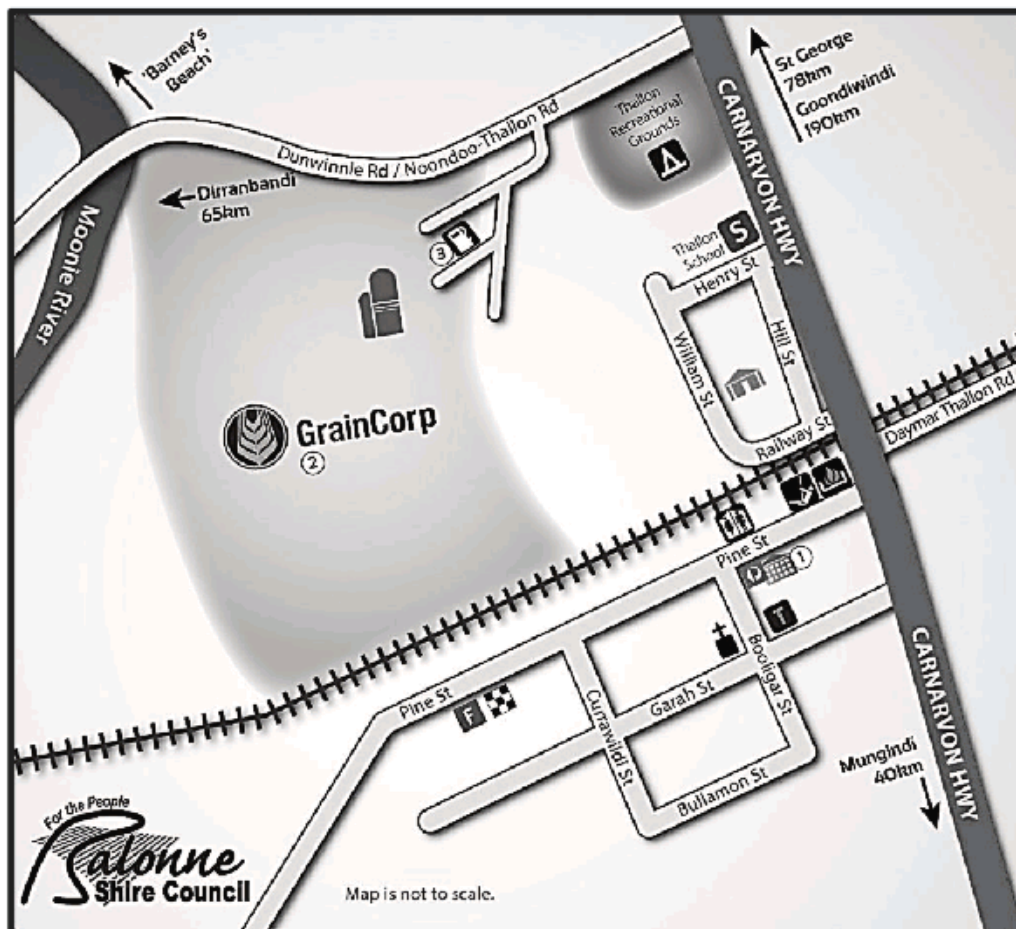 'Barney's
Beach'
St George
78km
Goondiwindi
190km
CARNARVON HWY
Thallon
Recreational
Grounds
Dunwinnie Rd / Noondoo-Thallon Rd
Dirranbandi
65km
Moonie River
3
Thallon
School
S
Henry St
William St
Hill St
Railway St
Daymar Thallon Rd
GrainCorp
2
Pine St
P
1
T
Booligar St
Garah St
Pine St
F
Currawildi St
Bullamon St
CARNARVON HWY
Mungindi
40km
For the People
Balonne
Shire Council
Map is not to scale.